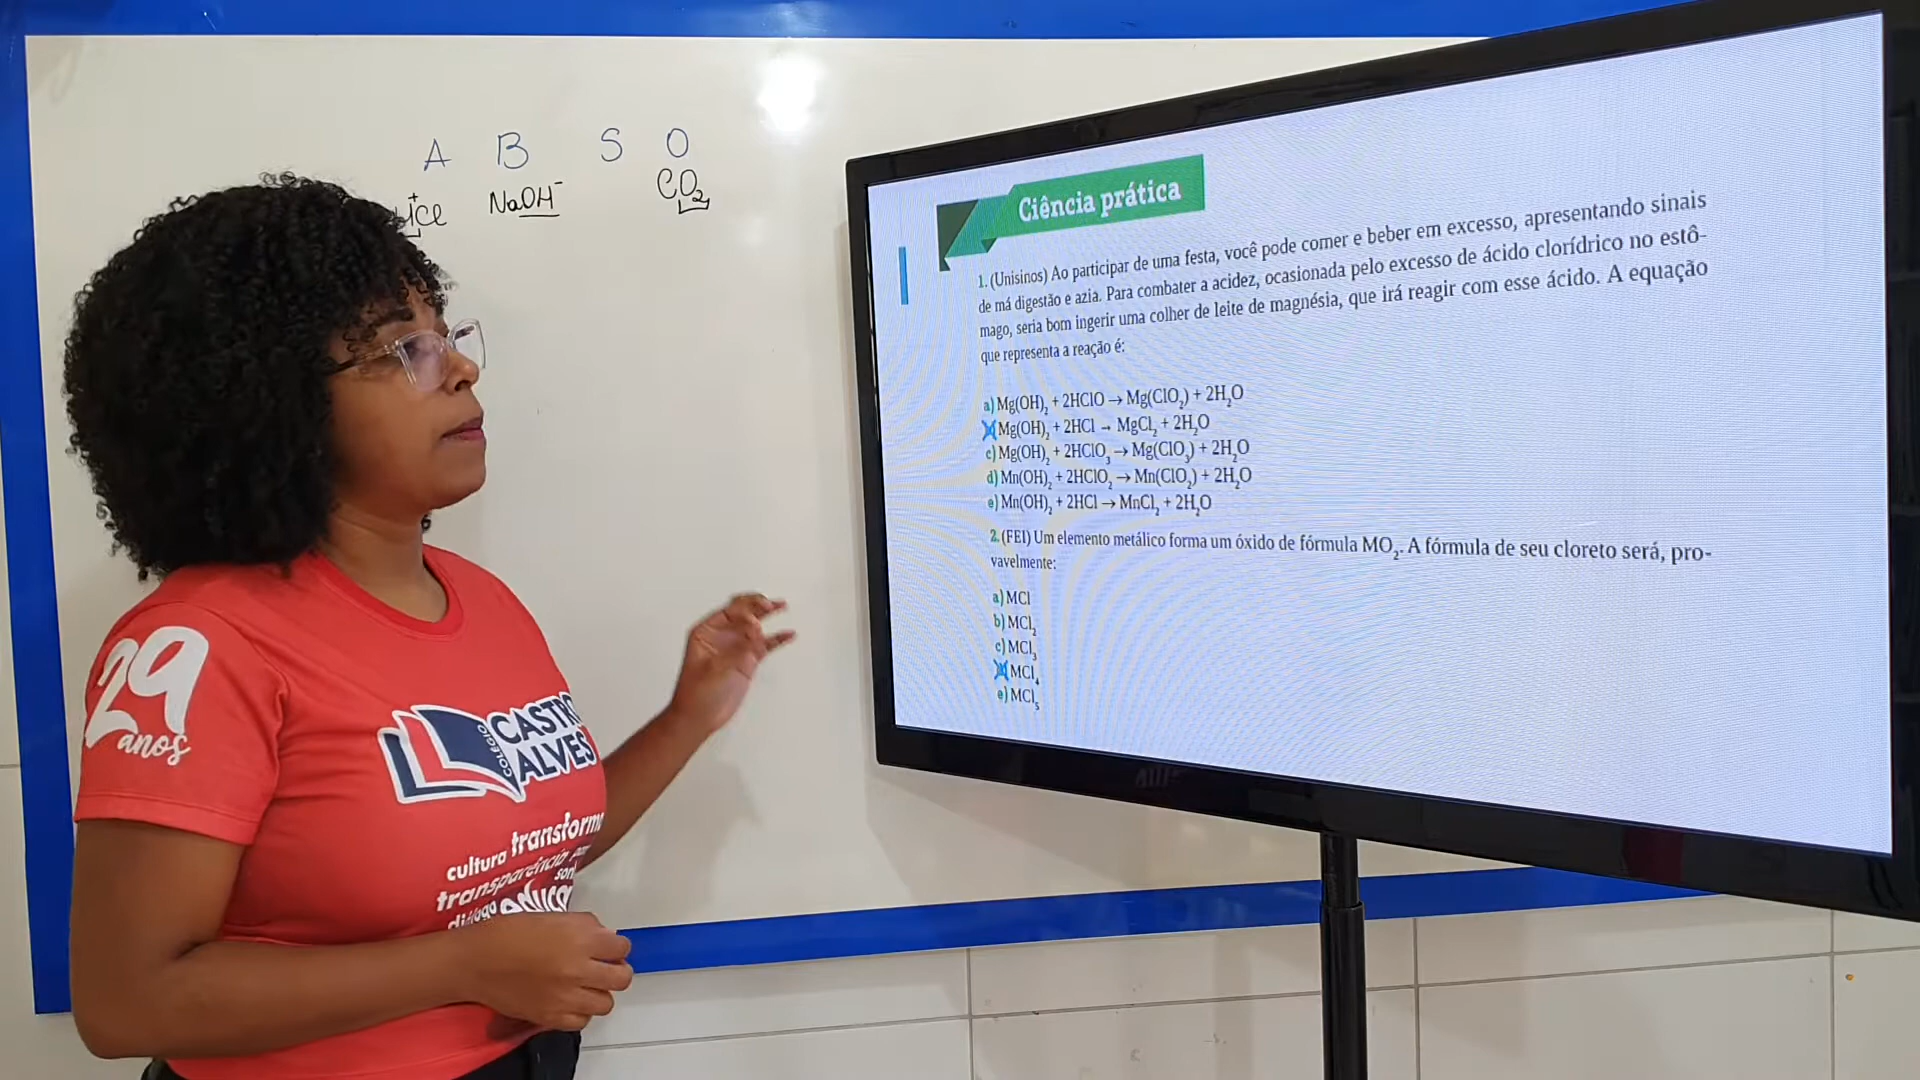 A B S O
HCl NaOH⁻ CO₂
Ciência prática
1. (Unisinos) Ao participar de uma festa, você pode comer e beber em excesso, apresentando sinais
de má digestão e azia. Para combater a acidez, ocasionada pelo excesso de ácido clorídrico no estô-
mago, seria bom ingerir uma colher de leite de magnésia, que irá reagir com esse ácido. A equação
que representa a reação é:
a) Mg(OH)₂ + 2HClO → Mg(ClO₂) + 2H₂O
Mg(OH)₂ + 2HCl → MgCl₂ + 2H₂O
c) Mg(OH)₂ + 2HClO₃ → Mg(ClO₃) + 2H₂O
d) Mn(OH)₂ + 2HClO₂ → Mn(ClO₂) + 2H₂O
e) Mn(OH)₂ + 2HCl → MnCl₂ + 2H₂O
2. (FEI) Um elemento metálico forma um óxido de fórmula MO₂. A fórmula de seu cloreto será, pro-
vavelmente:
a) MCl
b) MCl₂
c) MCl₃
MCl₄
e) MCl₅
29
anos
COLÉGIO
CASTRO
ALVES
cultura transforma
transparência
diálogo